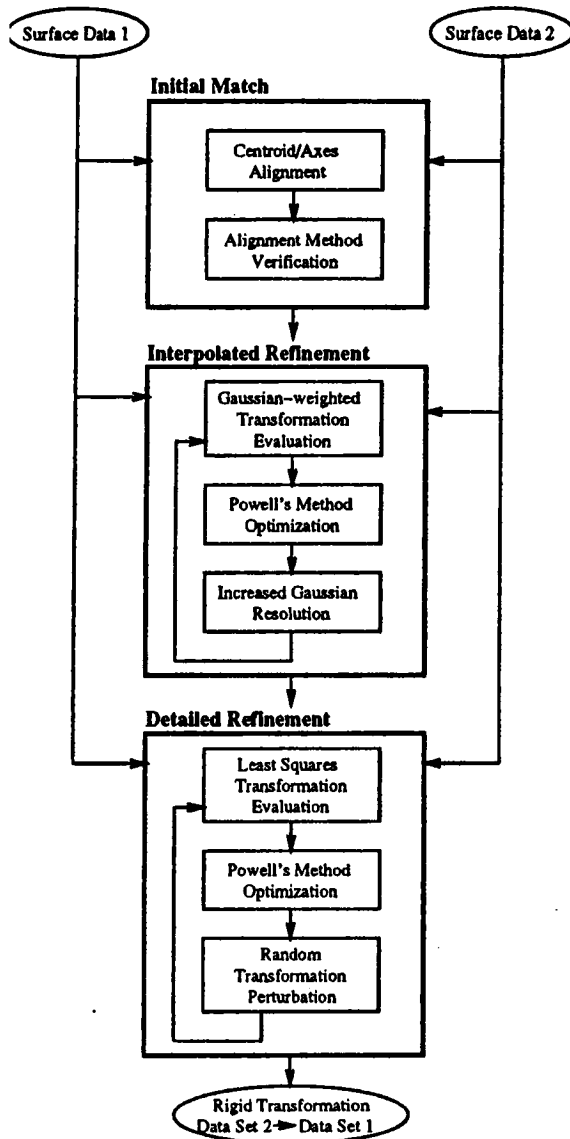 Surface Data 1
Surface Data 2
Initial Match
Centroid/Axes
Alignment
Alignment Method
Verification
Interpolated Refinement
Gaussian-weighted
Transformation
Evaluation
Powell's Method
Optimization
Increased Gaussian
Resolution
Detailed Refinement
Least Squares
Transformation
Evaluation
Powell's Method
Optimization
Random
Transformation
Perturbation
Rigid Transformation
Data Set 2→Data Set 1